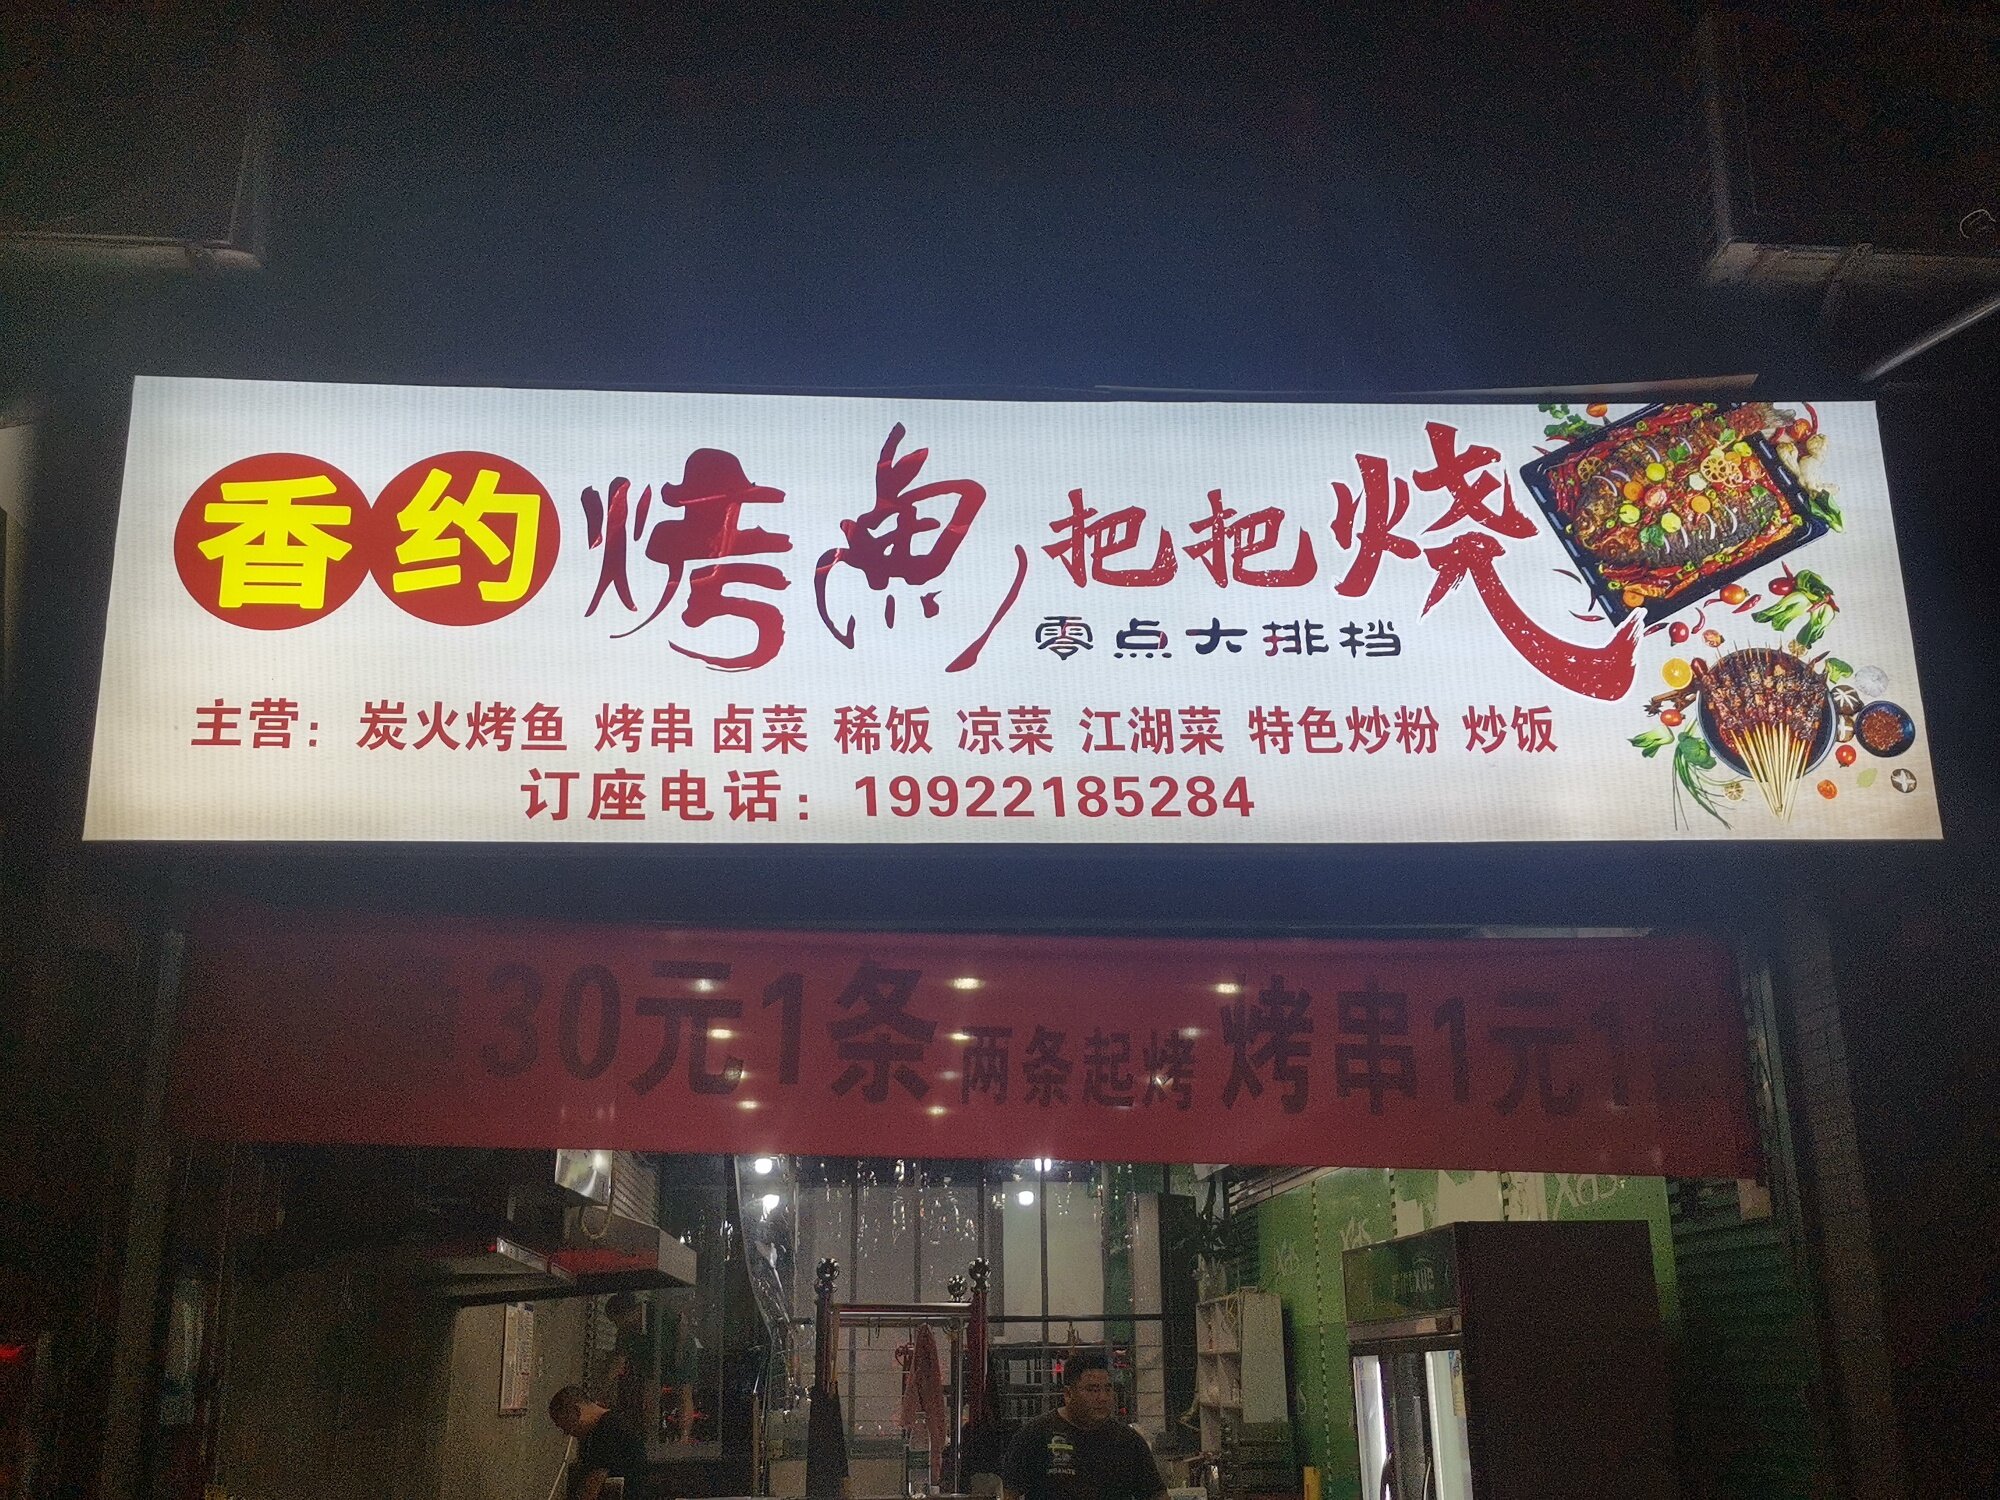 香约烤鱼把把烧
零点大排档
主营：炭火烤鱼 烤串 卤菜 稀饭 凉菜 江湖菜 特色炒粉 炒饭
订座电话：19922185284
30元1条 两条起烤 烤串1元1